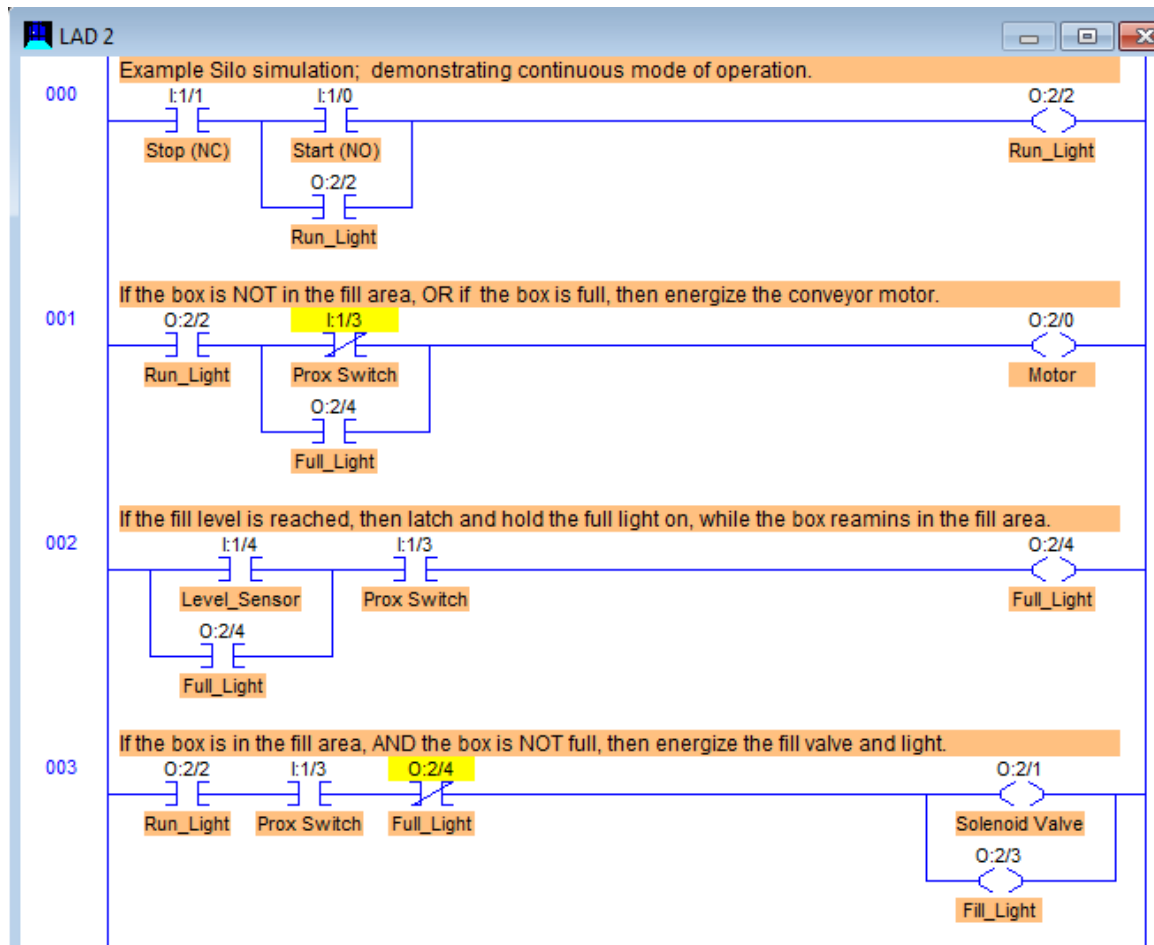 LAD 2
Example Silo simulation;  demonstrating continuous mode of operation.
000
I:1/1 I:1/0 O:2/2
Stop (NC) Start (NO) Run_Light
O:2/2
Run_Light
If the box is NOT in the fill area, OR if  the box is full, then energize the conveyor motor.
001
O:2/2 I:1/3 O:2/0
Run_Light Prox Switch Motor
O:2/4
Full_Light
If the fill level is reached, then latch and hold the full light on, while the box reamins in the fill area.
002
I:1/4 I:1/3 O:2/4
Level_Sensor Prox Switch Full_Light
O:2/4
Full_Light
If the box is in the fill area, AND the box is NOT full, then energize the fill valve and light.
003
O:2/2 I:1/3 O:2/4 O:2/1
Run_Light Prox Switch Full_Light Solenoid Valve
O:2/3
Fill_Light